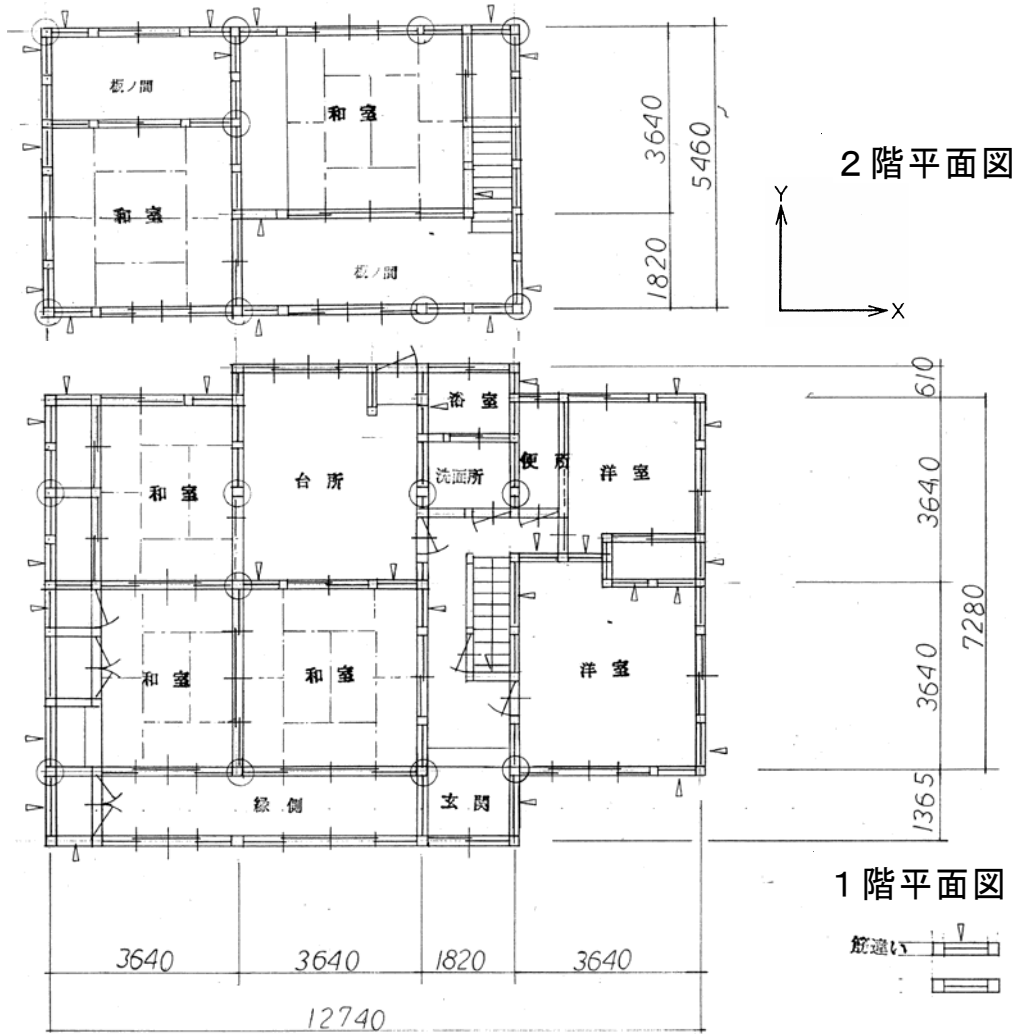 2階平面図
Y
X
板ノ間
和室
和室
板ノ間
3640
1820
5460
和室
台所
浴室
洗面所
便所
洋室
和室
和室
洋室
縁側
玄関
610
3640
3640
7280
1365
3640
3640
1820
3640
12740
1階平面図
筋違い